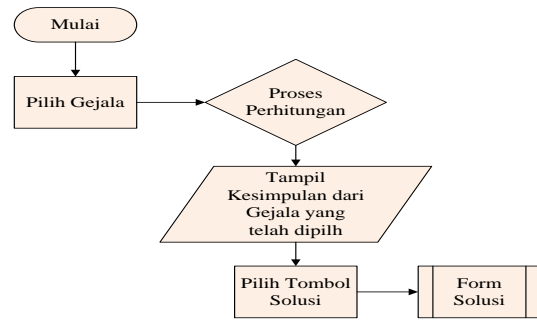 Mulai
Pilih Gejala
Proses
Perhitungan
Tampil
Kesimpulan dari
Gejala yang
telah dipilh
Pilih Tombol
Solusi
Form
Solusi